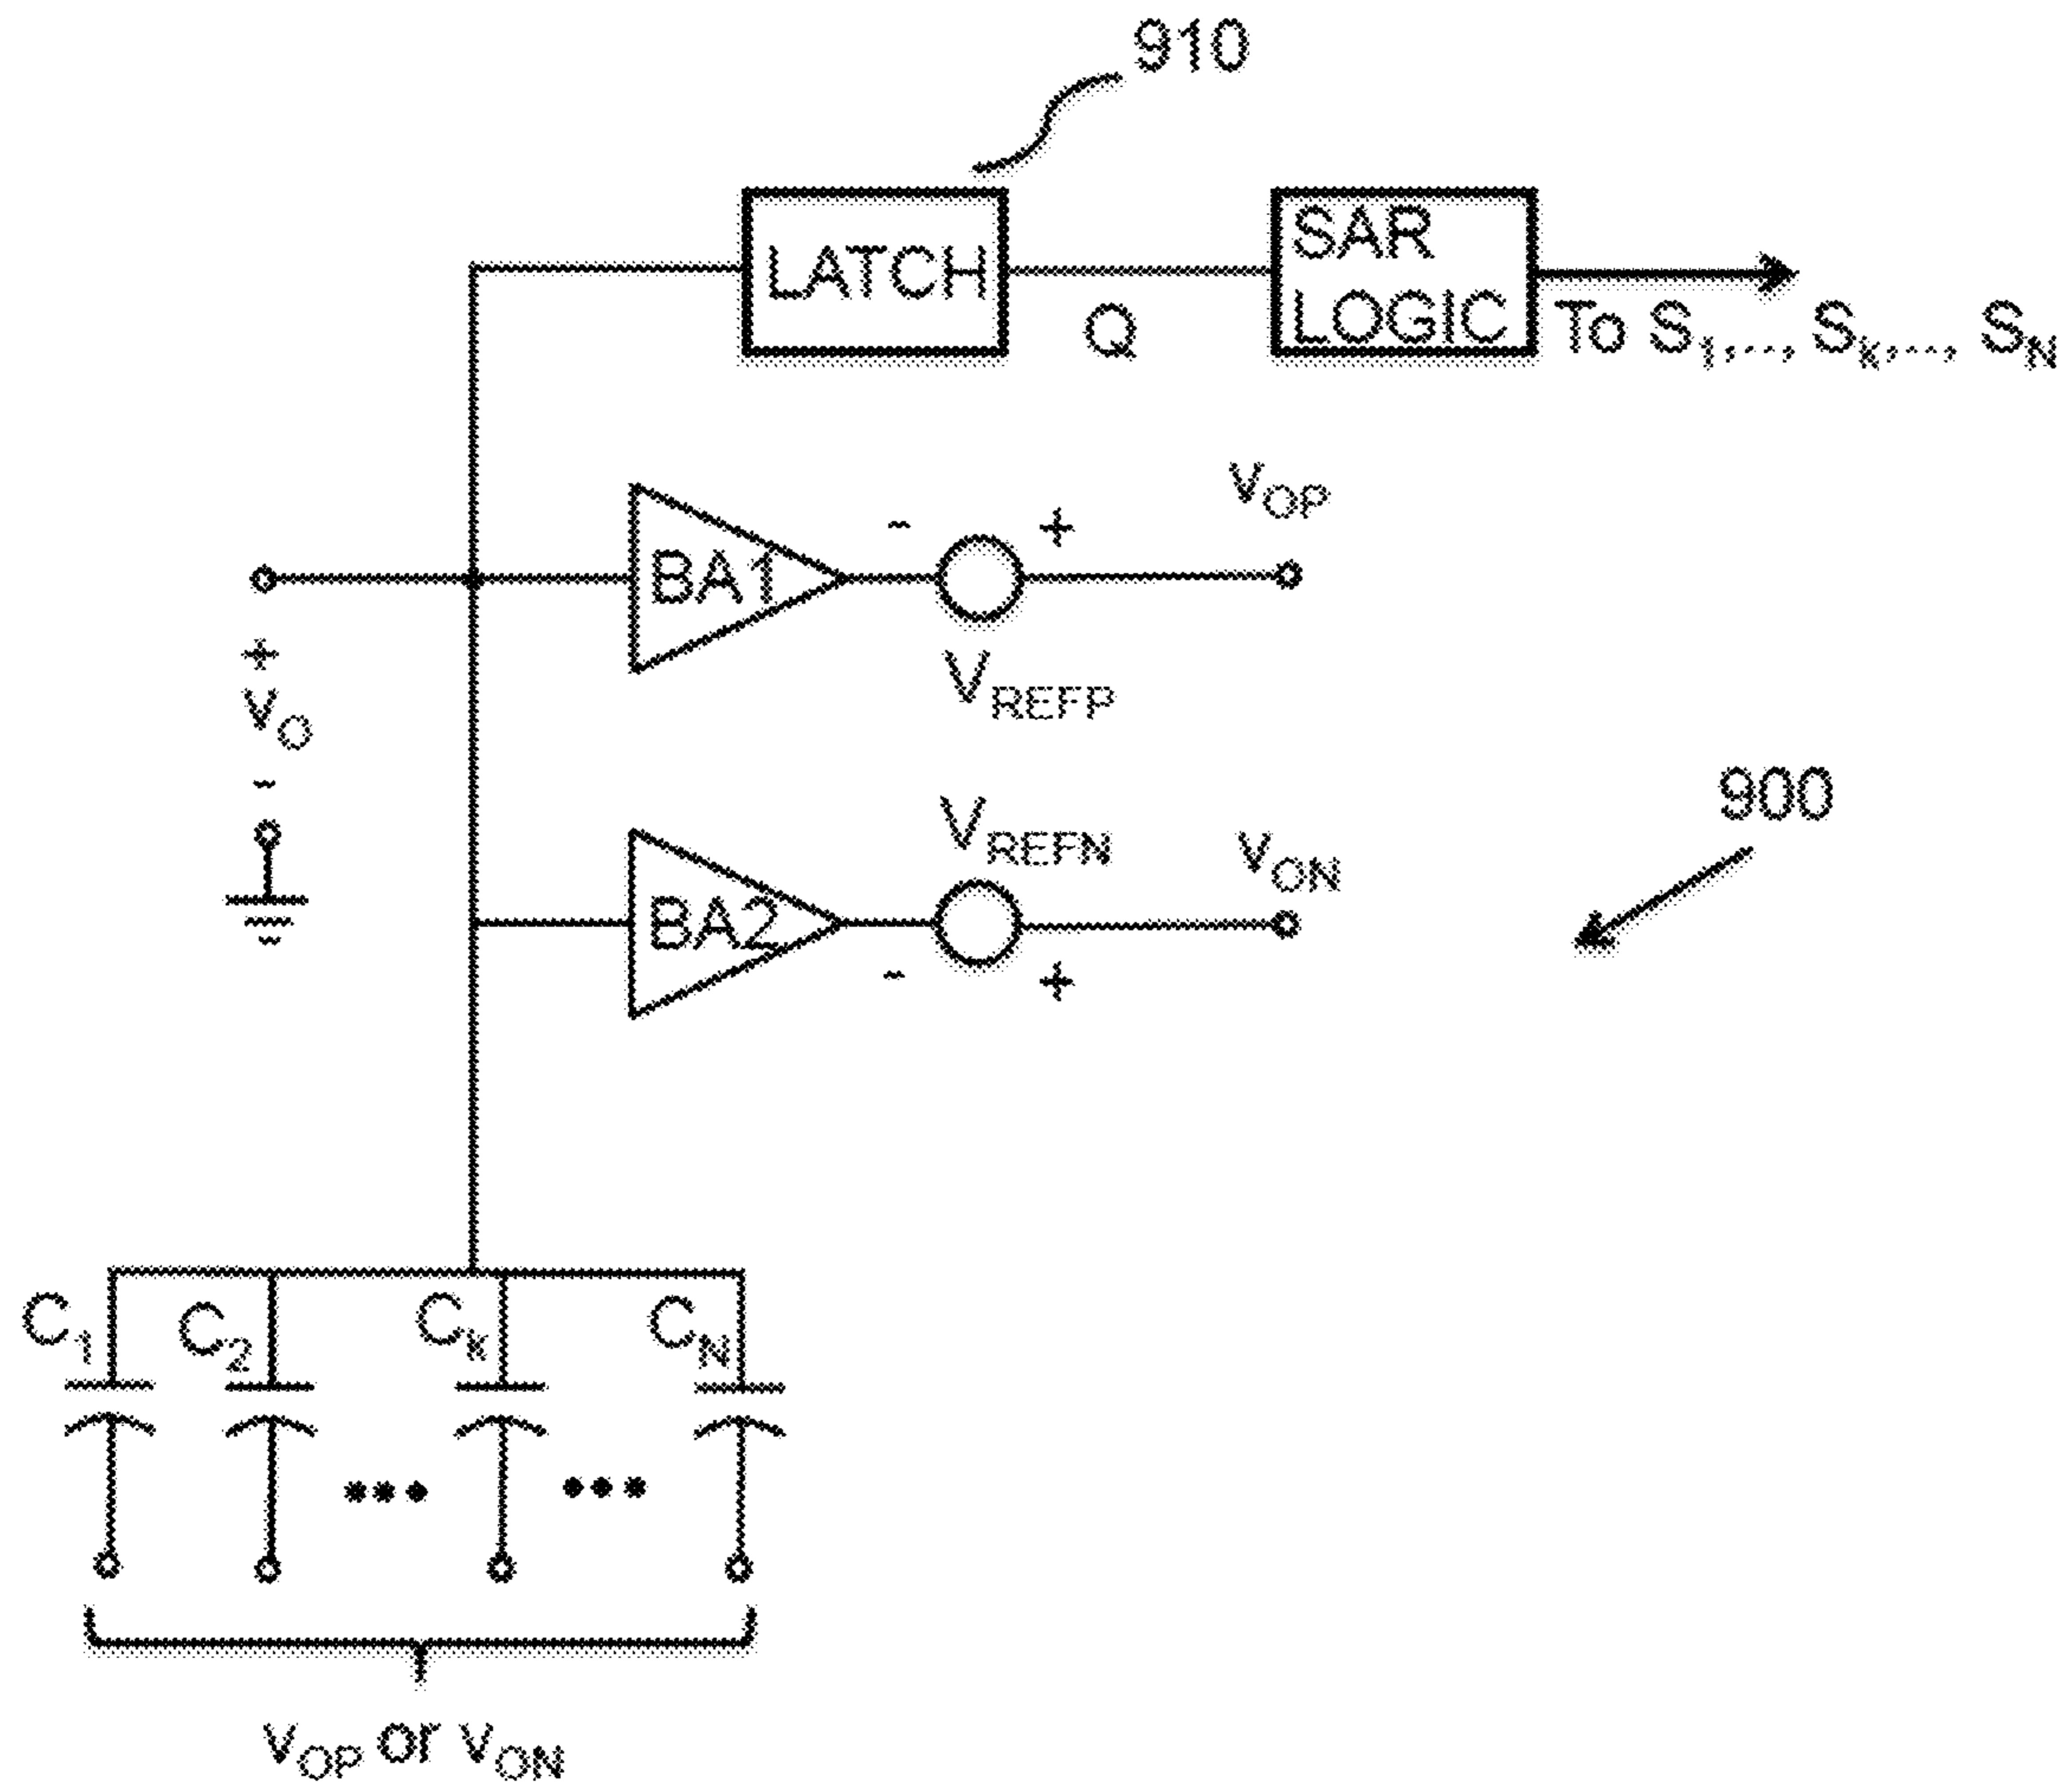 910
LATCH
SAR
LOGIC
Q
To S1,..., Sk,..., SN
BA1
- +
vOP
VREFP
+
vO
-
VREFN
vON
BA2
- +
900
C1
C2
Ck
CN
vOP or vON